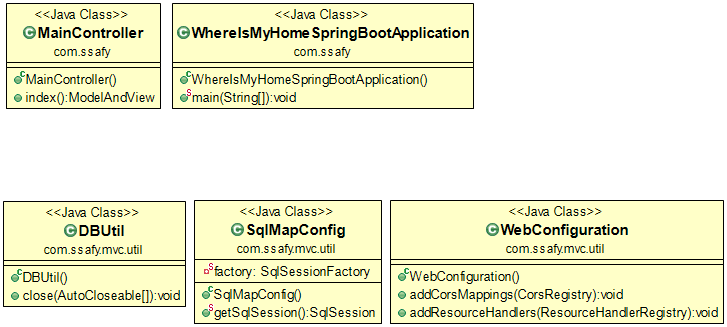 <<Java Class>>
MainController
com.ssafy
MainController()
index():ModelAndView
<<Java Class>>
WhereIsMyHomeSpringBootApplication
com.ssafy
WhereIsMyHomeSpringBootApplication()
main(String[]):void
<<Java Class>>
DBUtil
com.ssafy.mvc.util
DBUtil()
close(AutoCloseable[]):void
<<Java Class>>
SqlMapConfig
com.ssafy.mvc.util
factory: SqlSessionFactory
SqlMapConfig()
getSqlSession():SqlSession
<<Java Class>>
WebConfiguration
com.ssafy.mvc.util
WebConfiguration()
addCorsMappings(CorsRegistry):void
addResourceHandlers(ResourceHandlerRegistry):void